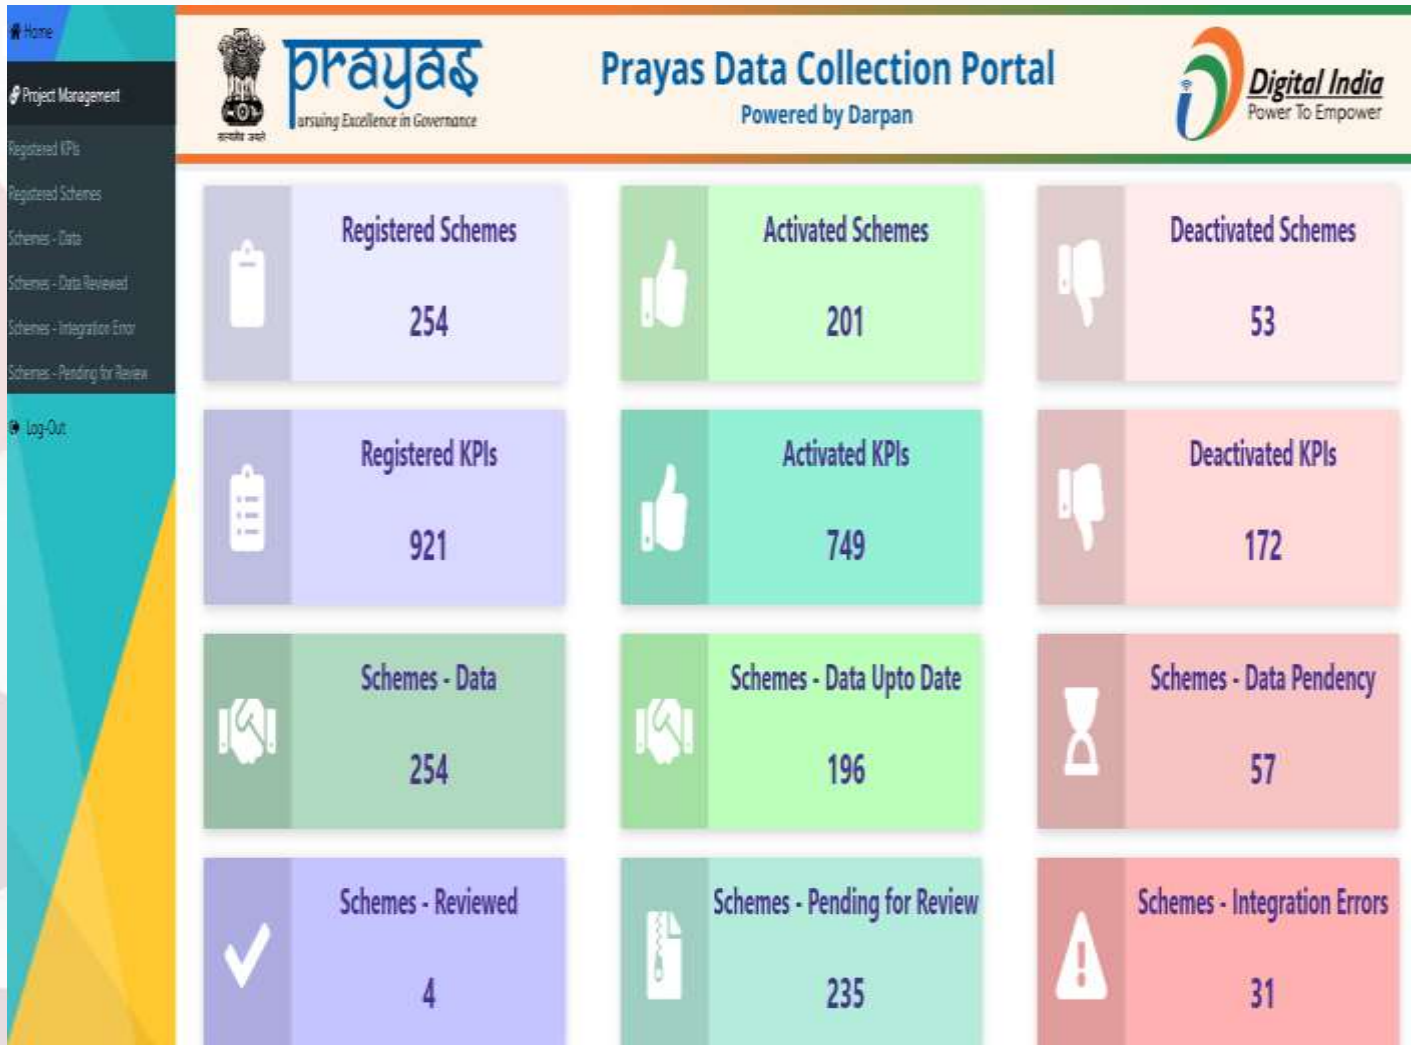 Home
Project Management
Registered KPIs
Registered Schemes
Schemes - Data
Schemes - Data Reviewed
Schemes - Integration Error
Schemes - Pending for Review
Log-Out
सत्यमेव जयते
prayas
Pursuing Excellence in Governance
Prayas Data Collection Portal
Powered by Darpan
Digital India
Power To Empower
Registered Schemes
254
Activated Schemes
201
Deactivated Schemes
53
Registered KPIs
921
Activated KPIs
749
Deactivated KPIs
172
Schemes - Data
254
Schemes - Data Upto Date
196
Schemes - Data Pendency
57
Schemes - Reviewed
4
Schemes - Pending for Review
235
Schemes - Integration Errors
31